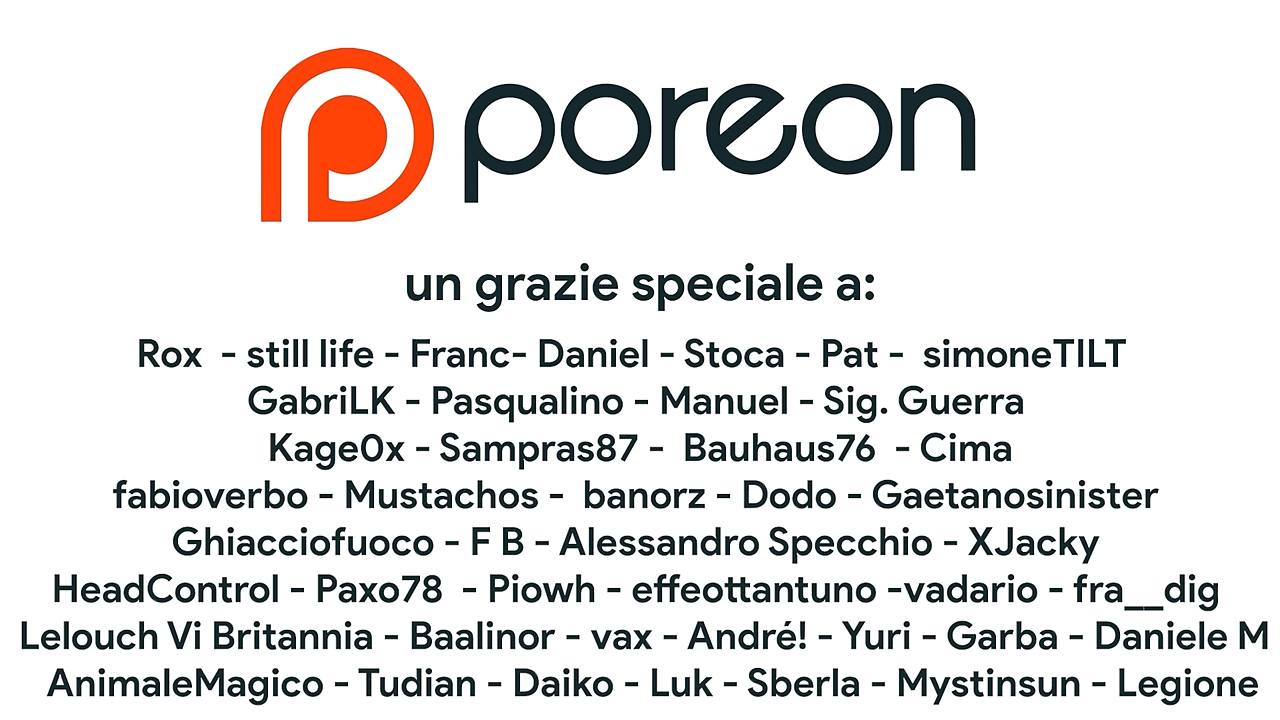 poreon
un grazie speciale a:
Rox - still life - Franc- Daniel - Stoca - Pat - simoneTILT
GabriLK - Pasqualino - Manuel - Sig. Guerra
Kage0x - Sampras87 - Bauhaus76 - Cima
fabioverbo - Mustachos - banorz - Dodo - Gaetanosinister
Ghiacciofuoco - F B - Alessandro Specchio - XJacky
HeadControl - Paxo78 - Piowh - effeottantuno -vadario - fra__dig
Lelouch Vi Britannia - Baalinor - vax - André! - Yuri - Garba - Daniele M
AnimaleMagico - Tudian - Daiko - Luk - Sberla - Mystinsun - Legione